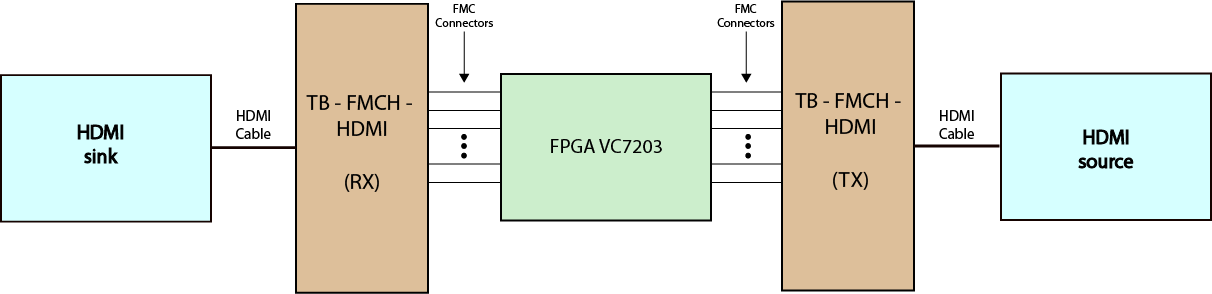 HDMI
sink
HDMI
Cable
TB - FMCH -
HDMI
(RX)
FMC
Connectors
FPGA VC7203
FMC
Connectors
TB - FMCH -
HDMI
(TX)
HDMI
Cable
HDMI
source